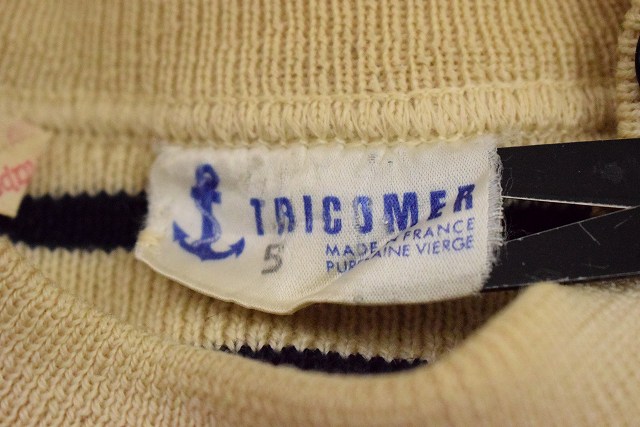 TRICOMER
5
MADE IN FRANCE
PURE LAINE VIERGE